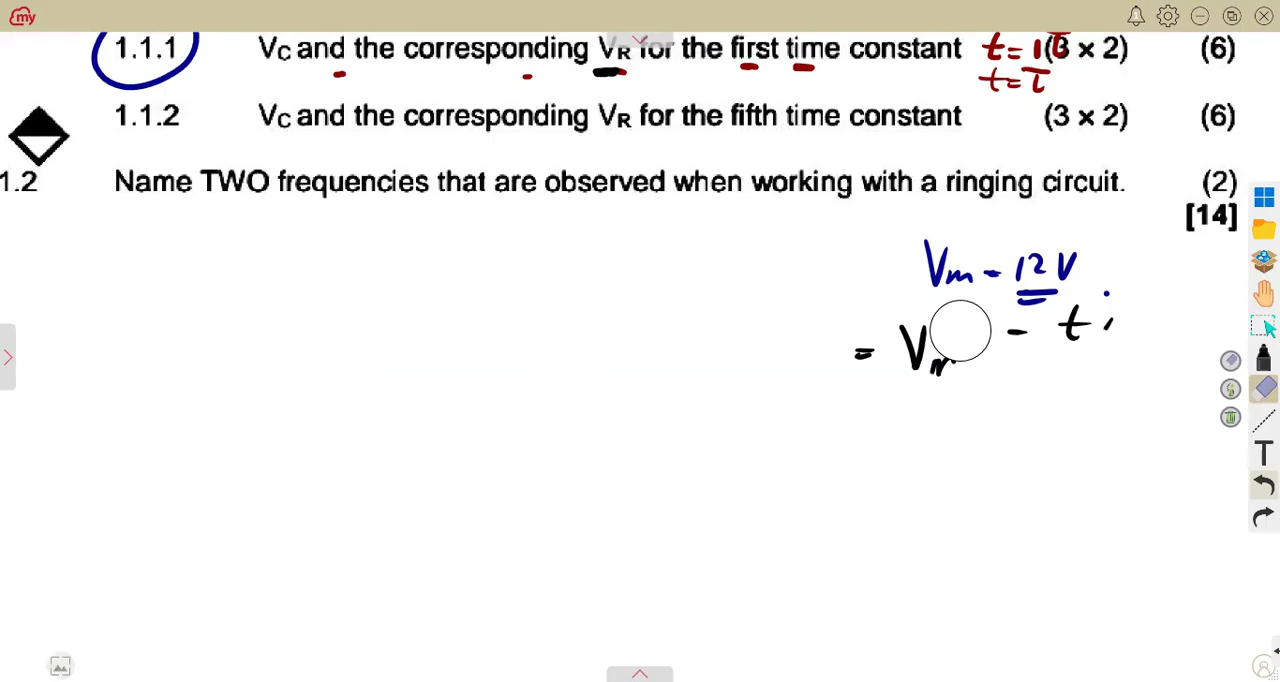 my
1.1.1 VC and the corresponding VR for the first time constant (3 × 2) (6)
t = 1τ
t = τ
1.1.2 VC and the corresponding VR for the fifth time constant (3 × 2) (6)
1.2 Name TWO frequencies that are observed when working with a ringing circuit. (2)
[14]
Vm = 12V
= V - t
T